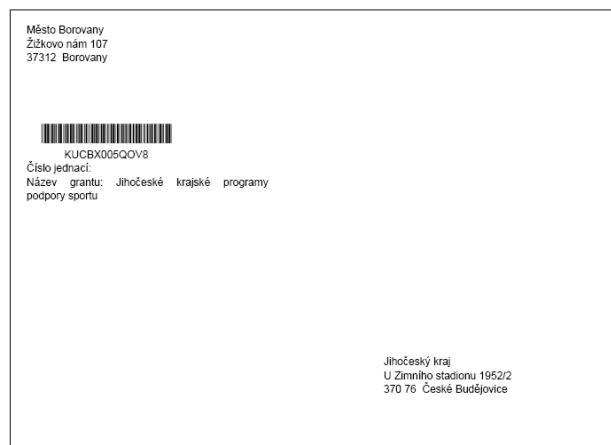 Město Borovany
Žižkovo nám 107
37312 Borovany
KUCBX005QOV8
Číslo jednací:
Název grantu: Jihočeské krajské programy
podpory sportu
Jihočeský kraj
U Zimního stadionu 1952/2
370 76 České Budějovice